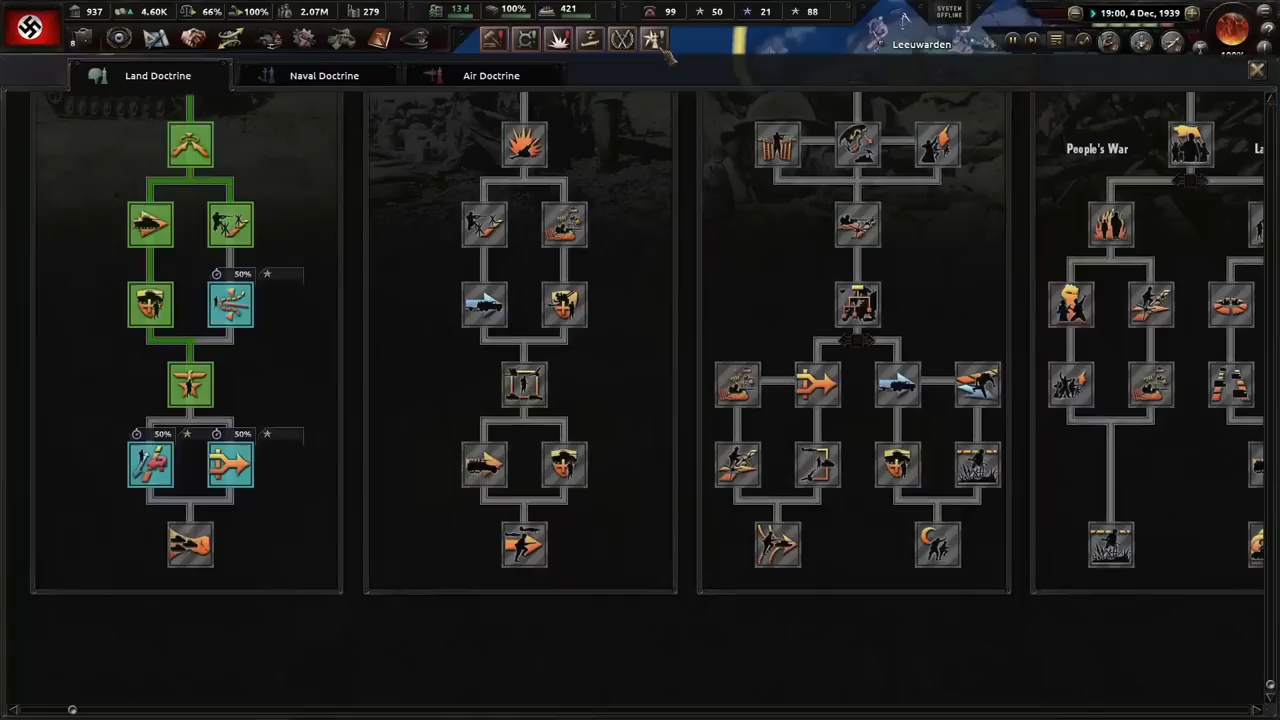 937 4.60K 66% 100% 2.07M 279 13 d 100% 421 99 50 21 88 SYSTEM OFFLINE 19:00, 4 Dec, 1939
8
Leeuwarden
Land Doctrine Naval Doctrine Air Doctrine
People's War
50%
50% 50%